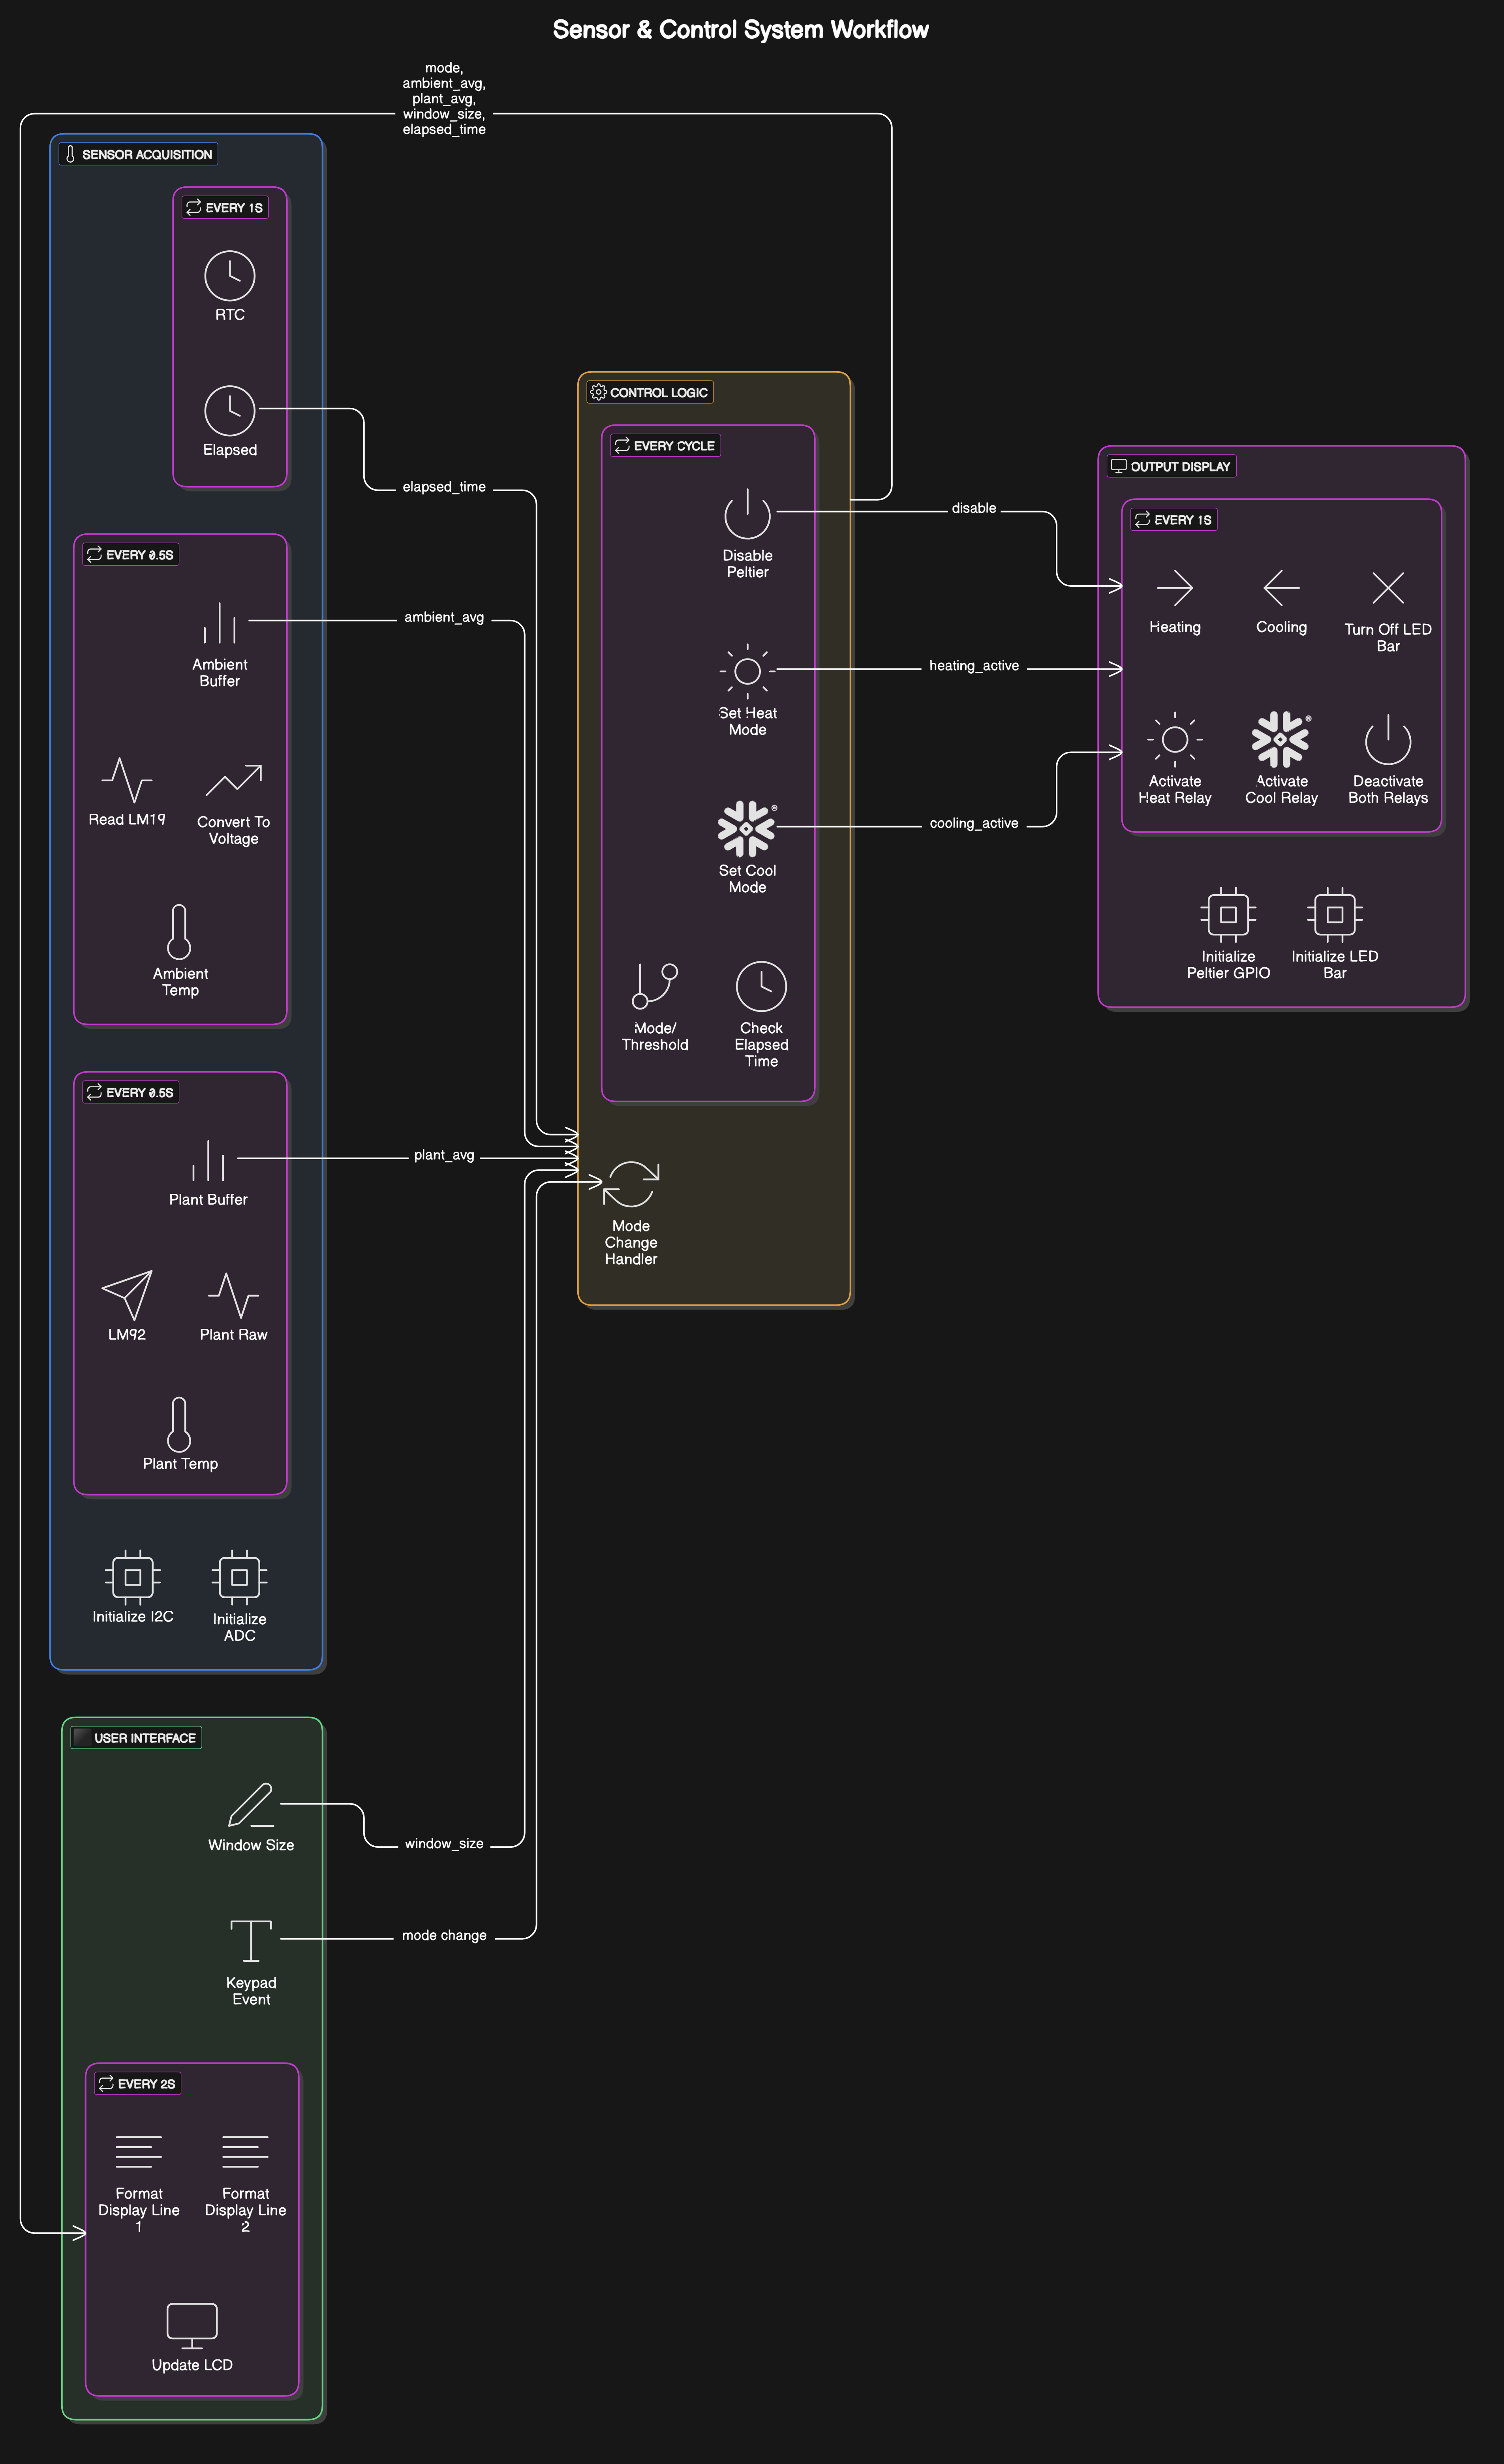 Sensor & Control System Workflow
mode,
ambient_avg,
plant_avg,
window_size,
elapsed_time
SENSOR ACQUISITION
EVERY 1S
RTC
Elapsed
elapsed_time
EVERY 0.5S
Ambient
Buffer
ambient_avg
Read LM19
Convert To
Voltage
Ambient
Temp
EVERY 0.5S
Plant Buffer
plant_avg
LM92
Plant Raw
Plant Temp
Initialize I2C
Initialize
ADC
CONTROL LOGIC
EVERY CYCLE
Disable
Peltier
disable
Set Heat
Mode
heating_active
®
Set Cool
Mode
cooling_active
Mode/
Threshold
Check
Elapsed
Time
Mode
Change
Handler
OUTPUT DISPLAY
EVERY 1S
Heating
Cooling
Turn Off LED
Bar
Activate
Heat Relay
®
Activate
Cool Relay
Deactivate
Both Relays
Initialize
Peltier GPIO
Initialize LED
Bar
USER INTERFACE
Window Size
window_size
Keypad
Event
mode change
EVERY 2S
Format
Display Line
1
Format
Display Line
2
Update LCD